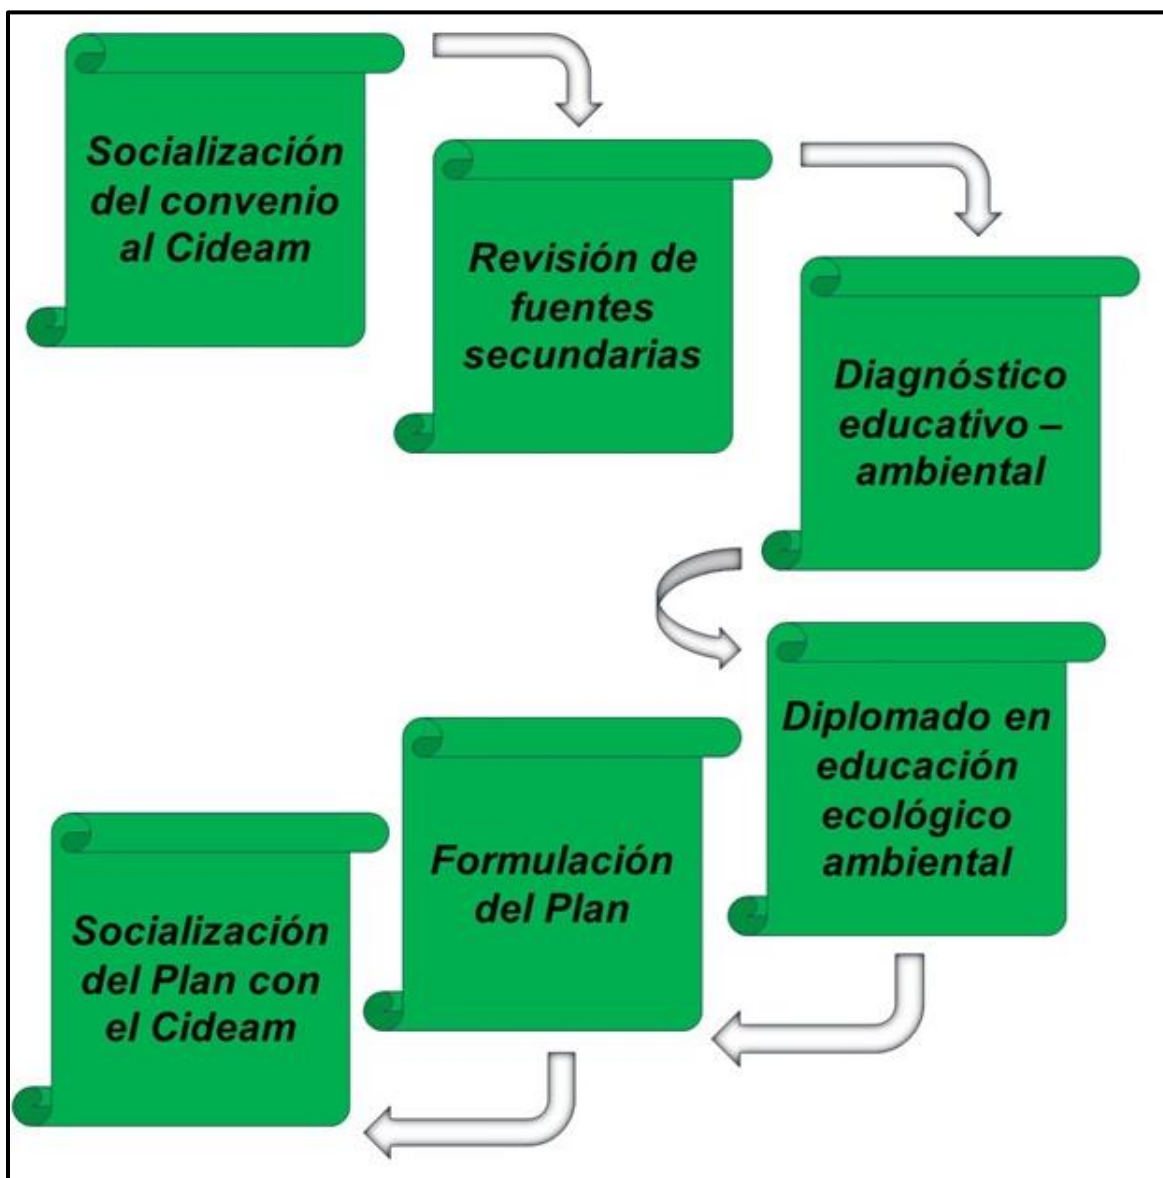 Socialización
del convenio
al Cideam
Revisión de
fuentes
secundarias
Diagnóstico
educativo –
ambiental
Diplomado en
educación
ecológico
ambiental
Formulación
del Plan
Socialización
del Plan con
el Cideam